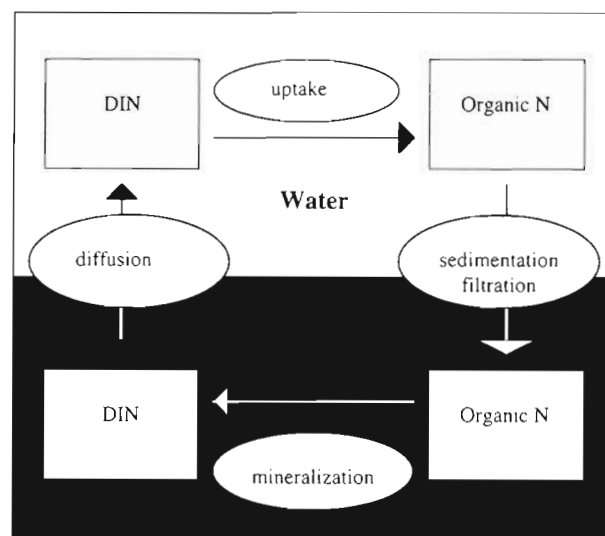 DIN
uptake
Organic N
Water
diffusion
sedimentation
filtration
DIN
Organic N
mineralization